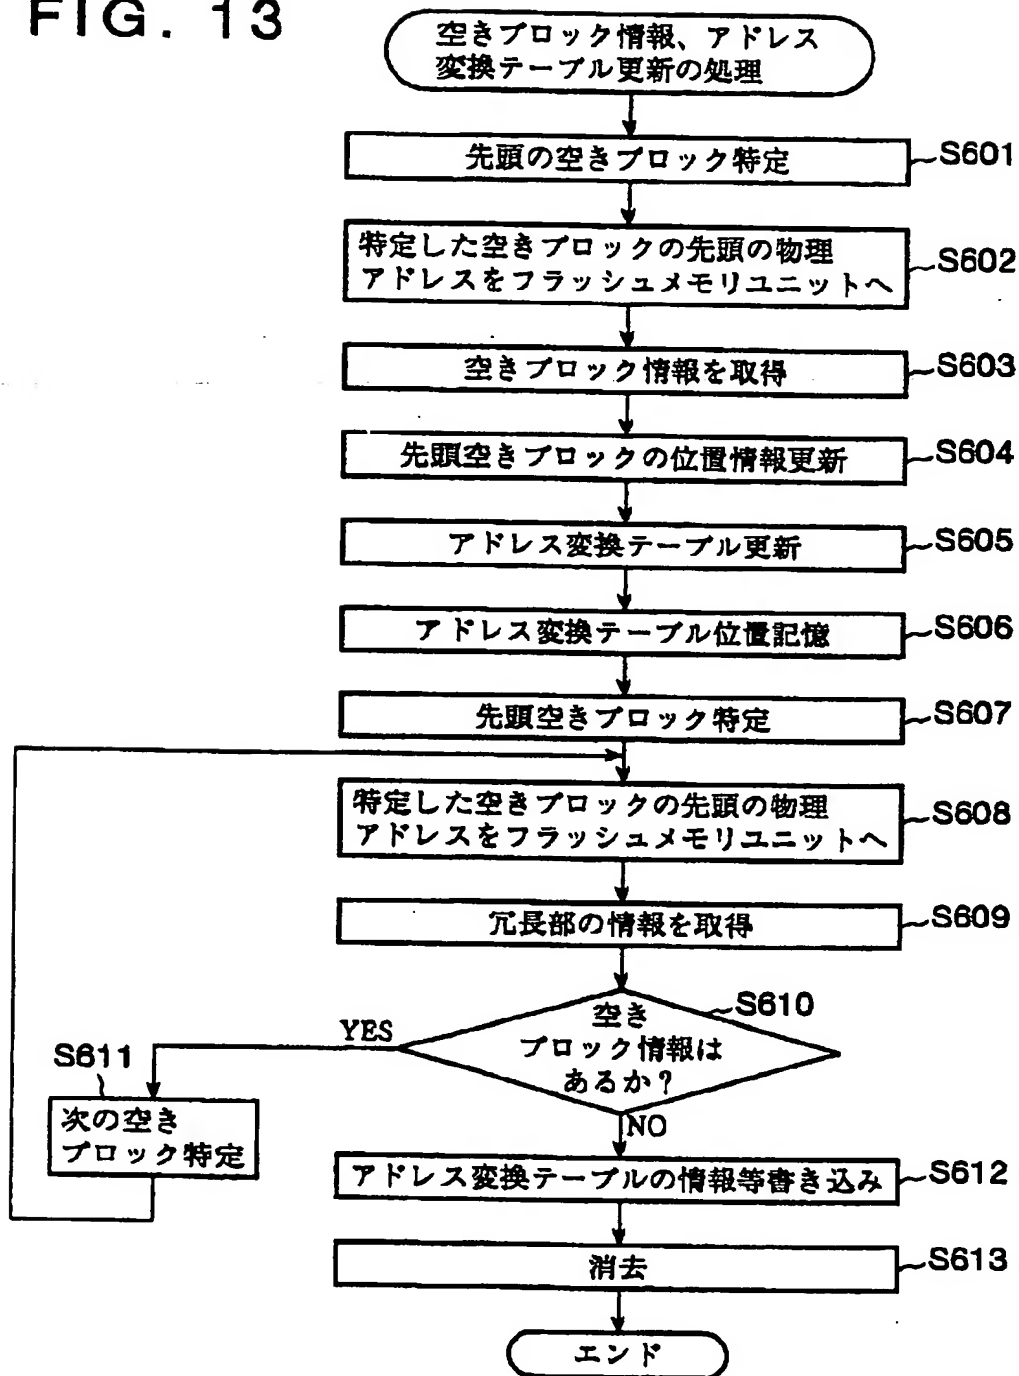 FIG. 13
空きブロック情報、アドレス
変換テーブル更新の処理
先頭の空きブロック特定
S601
特定した空きブロックの先頭の物理
アドレスをフラッシュメモリユニットへ
S602
空きブロック情報を取得
S603
先頭空きブロックの位置情報更新
S604
アドレス変換テーブル更新
S605
アドレス変換テーブル位置記憶
S606
先頭空きブロック特定
S607
特定した空きブロックの先頭の物理
アドレスをフラッシュメモリユニットへ
S608
冗長部の情報を取得
S609
空き
ブロック情報は
あるか?
S610
YES
S611
次の空き
ブロック特定
NO
アドレス変換テーブルの情報等書き込み
S612
消去
S613
エンド